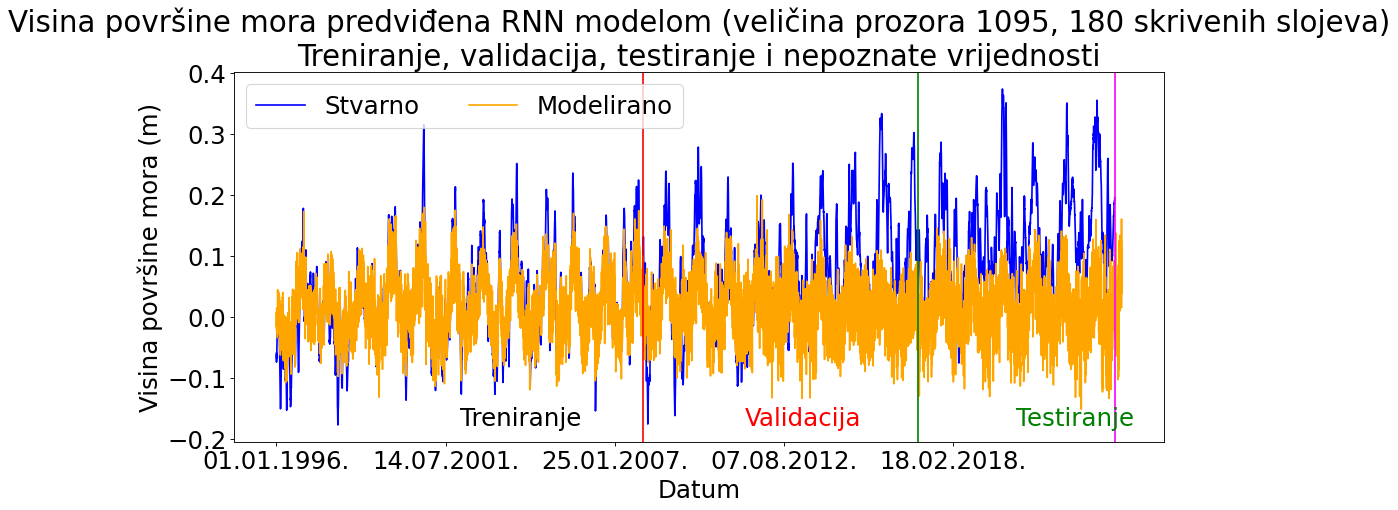 Visina površine mora predviđena RNN modelom (veličina prozora 1095, 180 skrivenih slojeva)
Treniranje, validacija, testiranje i nepoznate vrijednosti
Stvarno
Modelirano
Visina površine mora (m)
0.4
0.3
0.2
0.1
0.0
−0.1
−0.2
Treniranje
Validacija
Testiranje
01.01.1996.
14.07.2001.
25.01.2007.
07.08.2012.
18.02.2018.
Datum